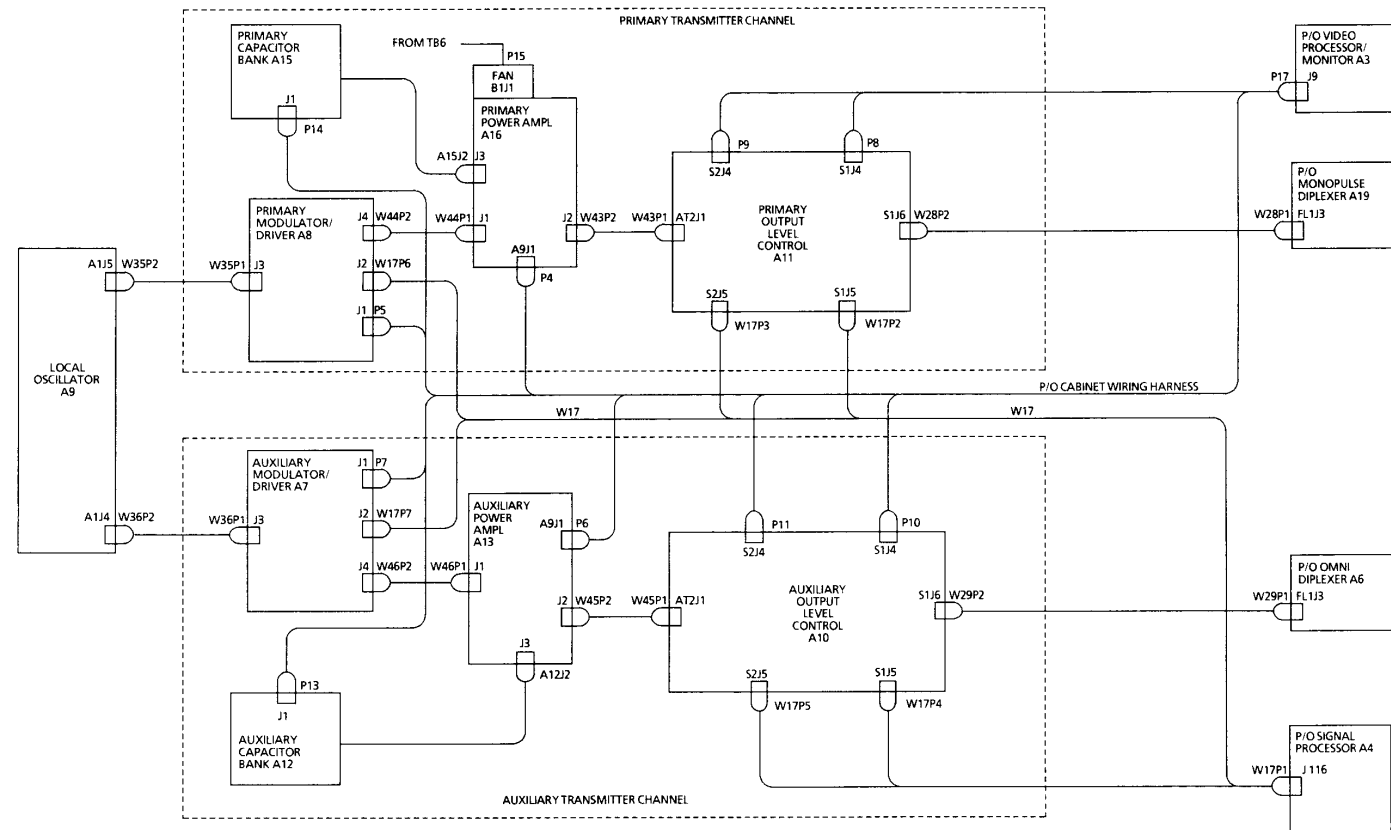 PRIMARY TRANSMITTER CHANNEL
PRIMARY
CAPACITOR
BANK A15
J1
P14
FROM TB6
P15
FAN
B1J1
PRIMARY
POWER AMPL
A16
A15J2 J3
W44P1 J1
J2 W43P2
A9J1
P4
PRIMARY
MODULATOR/
DRIVER A8
J4 W44P2
J2 W17P6
J1 P5
W35P1 J3
P9
S2J4
P8
S1J4
W43P1 AT2J1
PRIMARY
OUTPUT
LEVEL
CONTROL
A11
S1J6 W28P2
S2J5
W17P3
S1J5
W17P2
P/O VIDEO
PROCESSOR/
MONITOR A3
P17 J9
P/O
MONOPULSE
DIPLEXER A19
W28P1 FL1J3
A1J5 W35P2
LOCAL
OSCILLATOR
A9
A1J4 W36P2
P/O CABINET WIRING HARNESS
W17
W17
AUXILIARY
MODULATOR/
DRIVER A7
J1 P7
J2 W17P7
J4 W46P2
W36P1 J3
AUXILIARY
POWER
AMPL
A13
A9J1 P6
W46P1 J1
J2 W45P2
J3
A12J2
P11
S2J4
P10
S1J4
W45P1 AT2J1
AUXILIARY
OUTPUT
LEVEL
CONTROL
A10
S1J6 W29P2
S2J5
W17P5
S1J5
W17P4
P/O OMNI
DIPLEXER A6
W29P1 FL1J3
P13
J1
AUXILIARY
CAPACITOR
BANK A12
P/O SIGNAL
PROCESSOR A4
W17P1 J 116
AUXILIARY TRANSMITTER CHANNEL